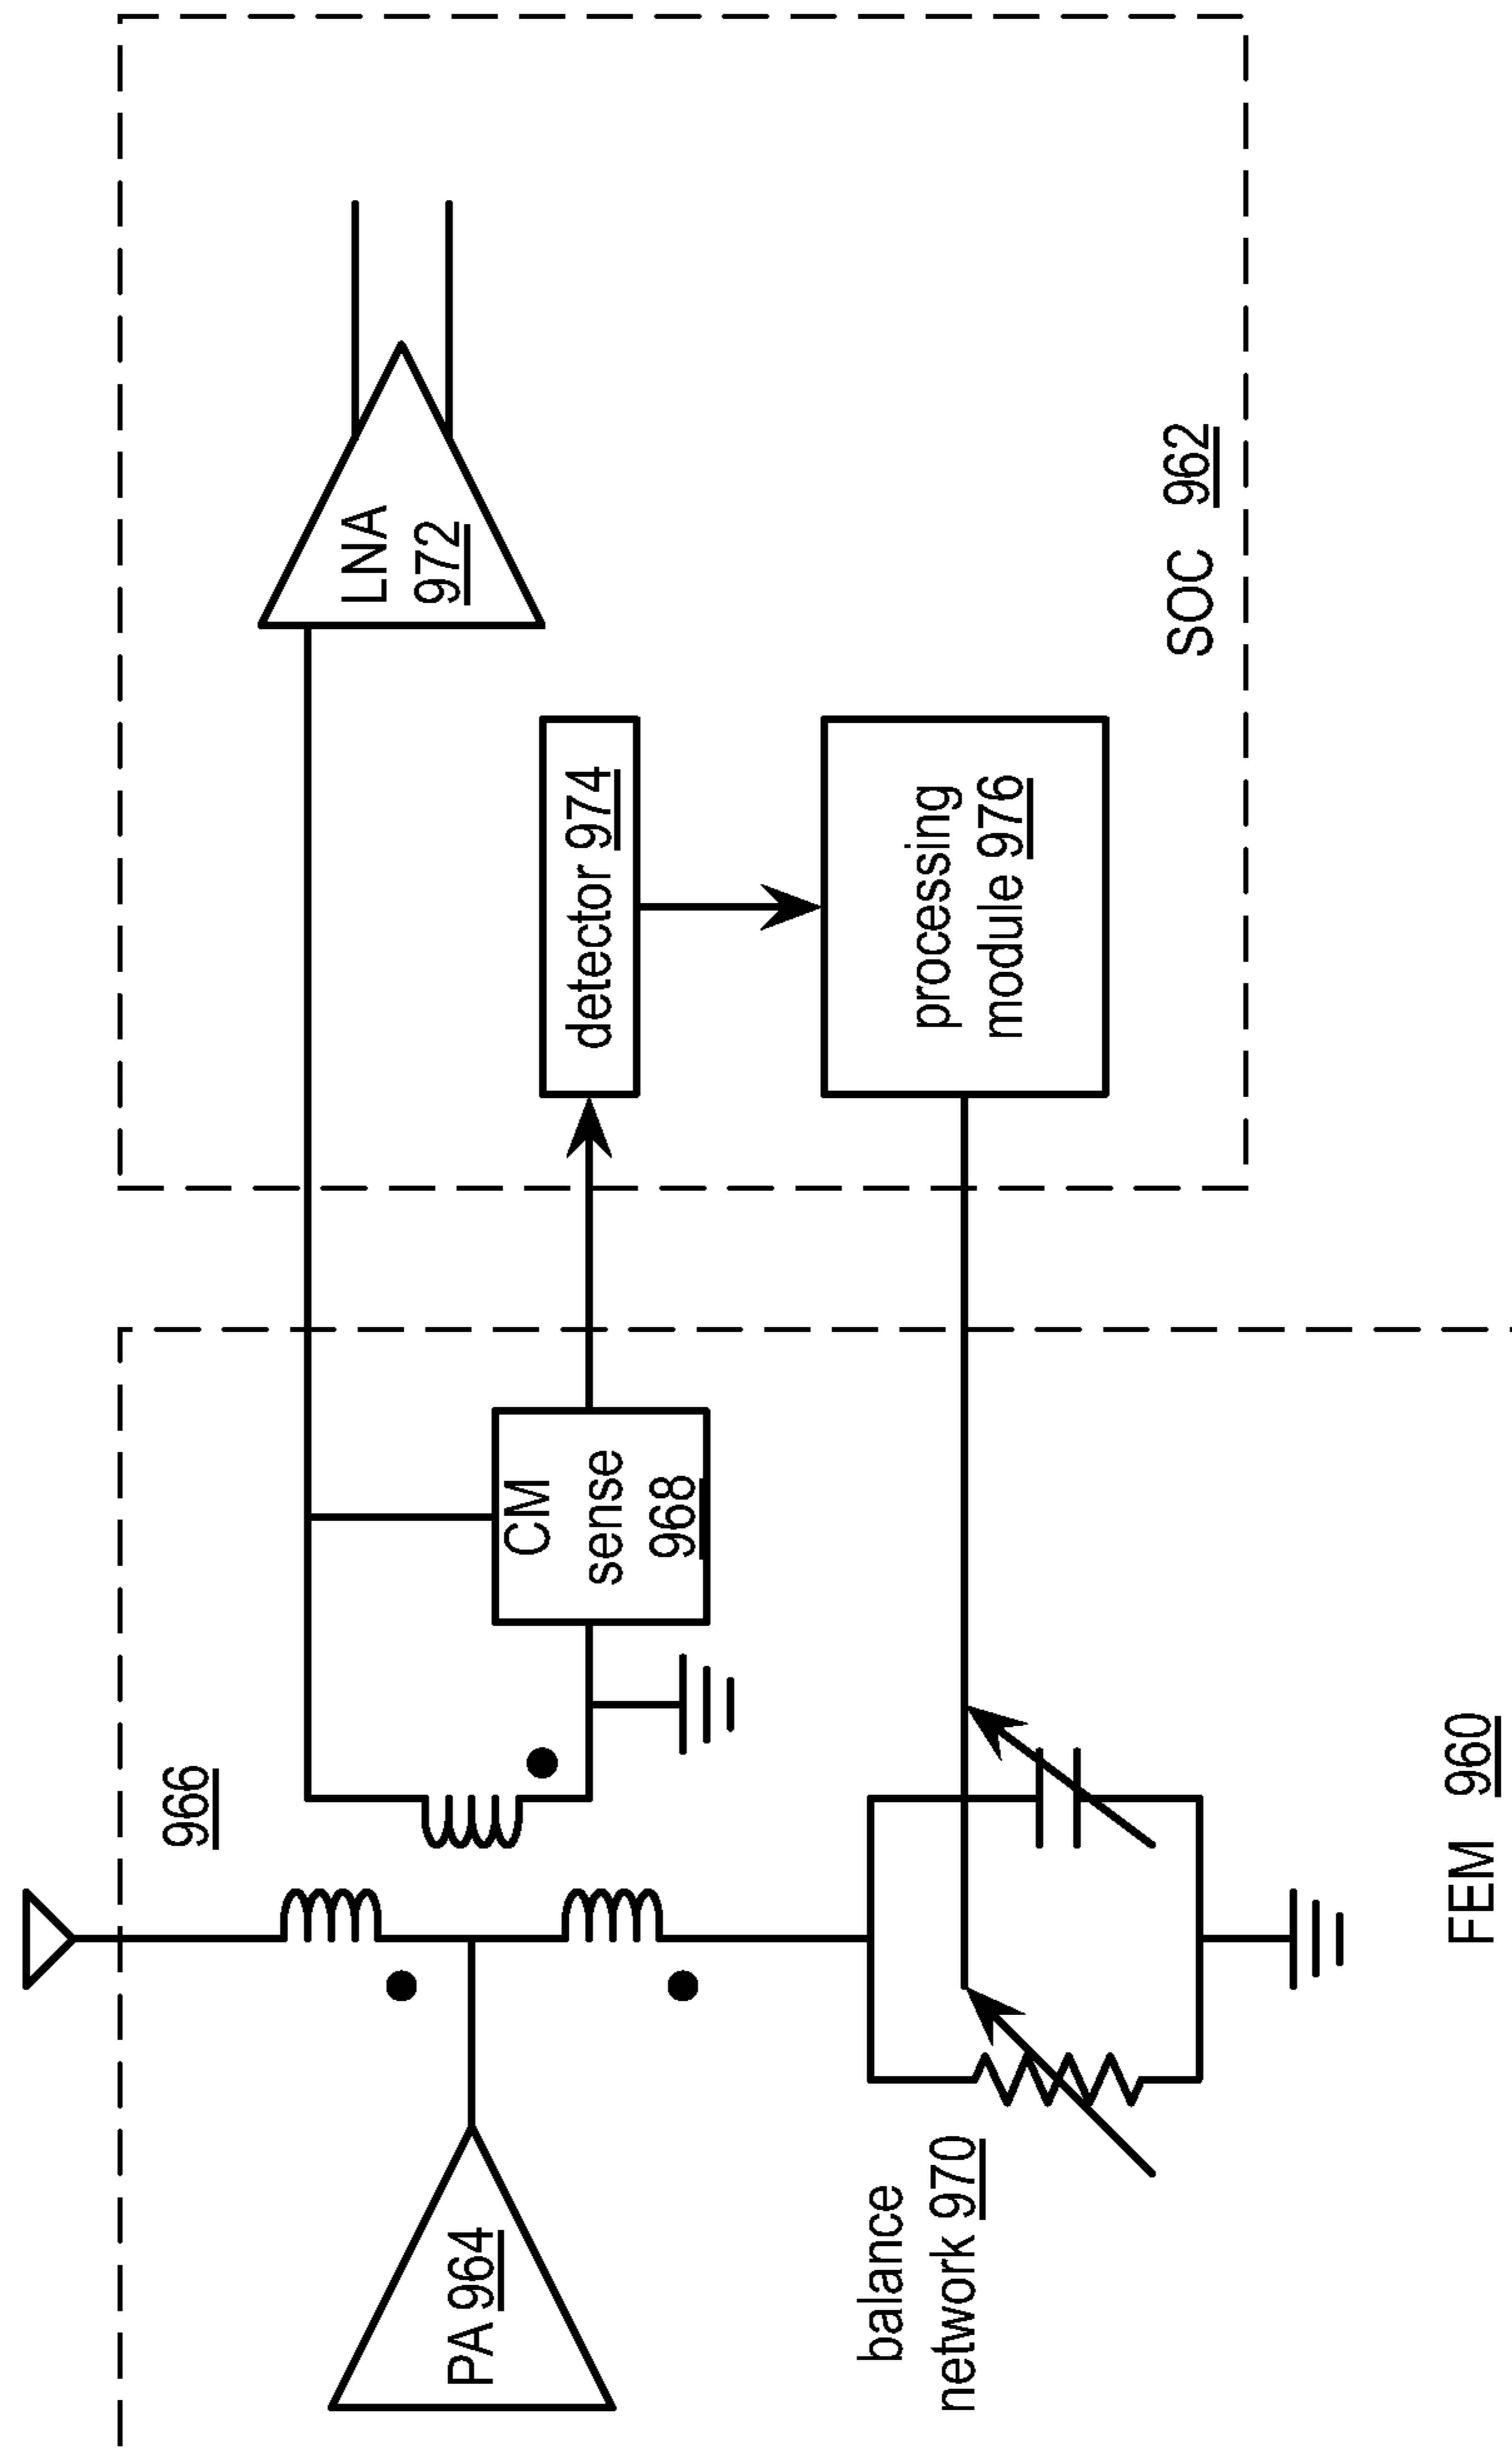 966
LNA
972
CM
sense
968
detector 974
PA 964
processing
module 976
balance
network 970
SOC 962
FEM 960